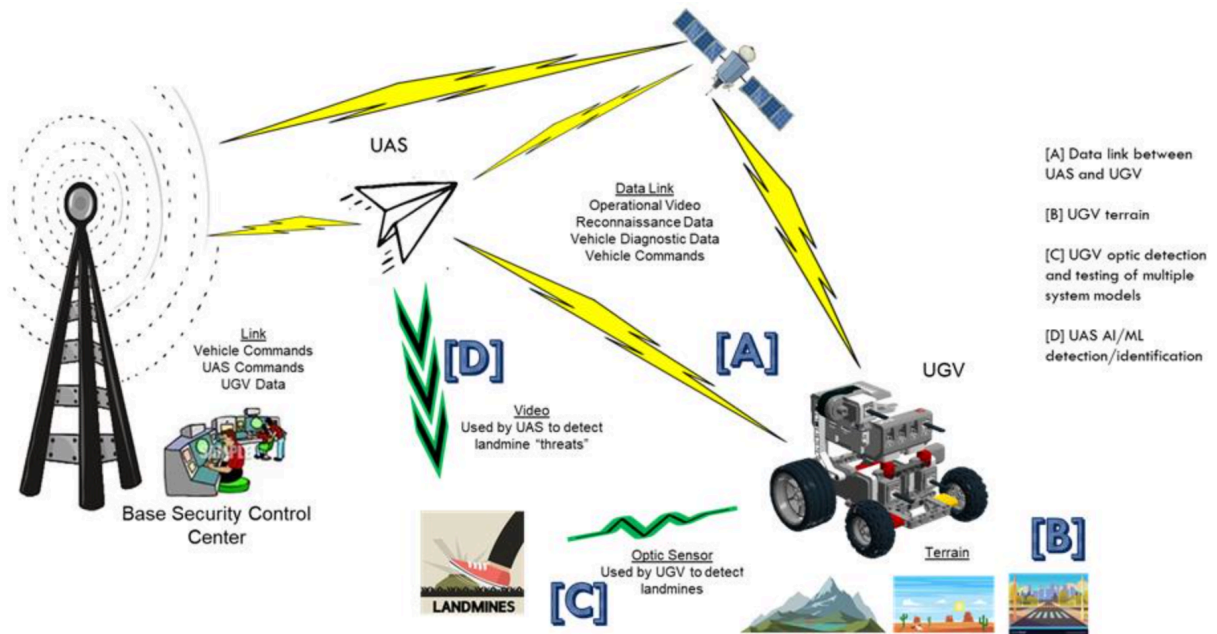 UAS
Data Link
Operational Video
Reconnaissance Data
Vehicle Diagnostic Data
Vehicle Commands
[A] Data link between
UAS and UGV
[B] UGV terrain
[C] UGV optic detection
and testing of multiple
system models
[D] UAS AI/ML
detection/identification
Link
Vehicle Commands
UAS Commands
UGV Data
[D]
[A]
UGV
Video
Used by UAS to detect
landmine “threats”
Base Security Control
Center
LANDMINES
[C]
Optic Sensor
Used by UGV to detect
landmines
Terrain
[B]